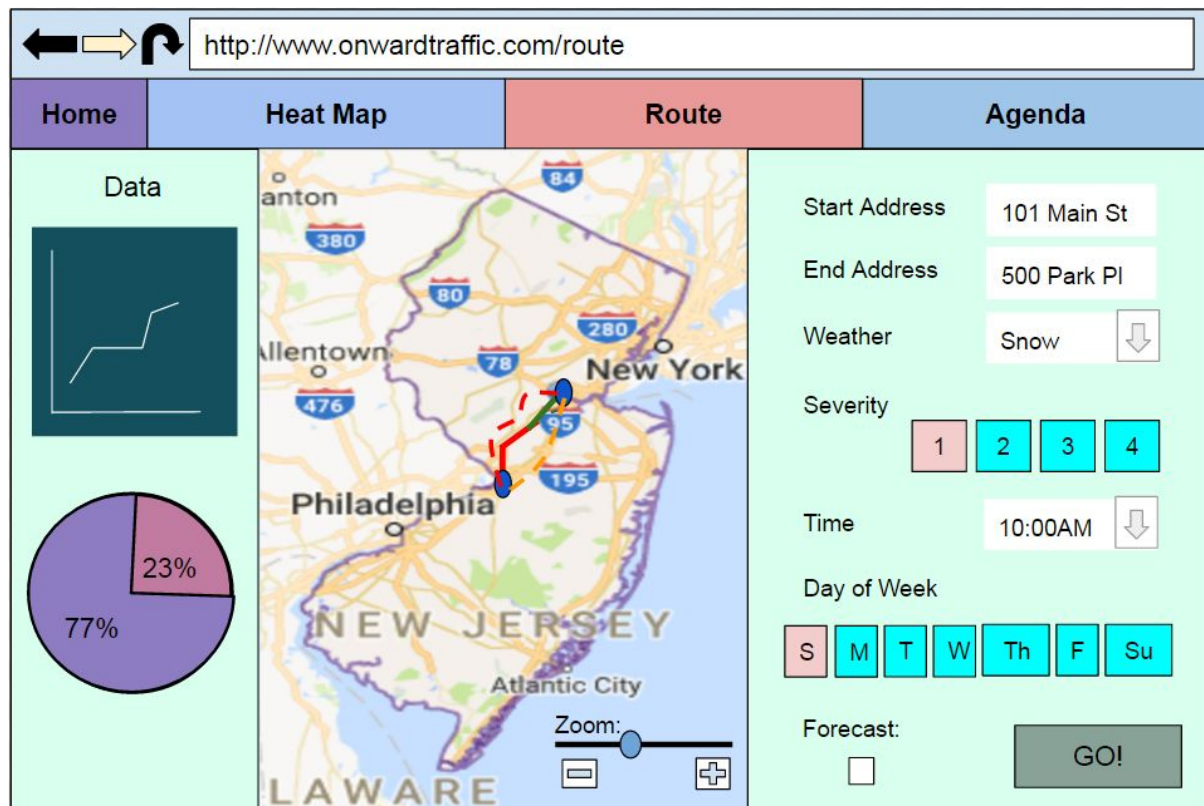 http://www.onwardtraffic.com/route
Home
Heat Map
Route
Agenda
Data
23%
77%
anton
84
380
80
280
Allentown
78
New York
476
95
195
Philadelphia
NEW JERSEY
Atlantic City
LAWARE
Zoom:
Start Address
101 Main St
End Address
500 Park Pl
Weather
Snow
Severity
1 2 3 4
Time
10:00AM
Day of Week
S M T W Th F Su
Forecast:
GO!